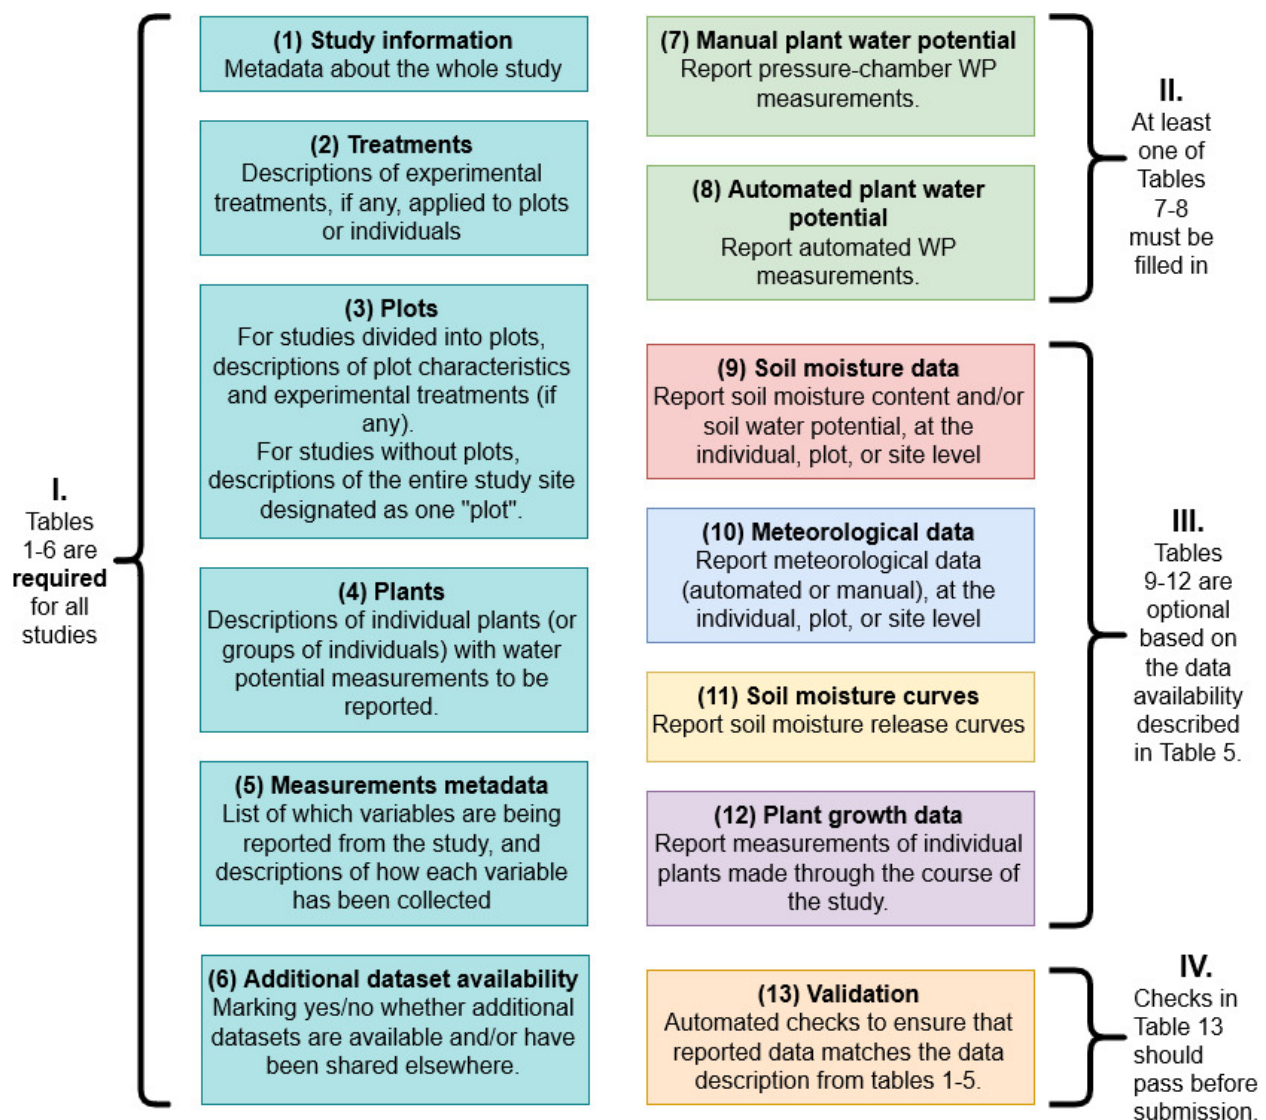 (1) Study information
Metadata about the whole study
(2) Treatments
Descriptions of experimental
treatments, if any, applied to plots
or individuals
(3) Plots
For studies divided into plots,
descriptions of plot characteristics
and experimental treatments (if
any).
For studies without plots,
descriptions of the entire study site
designated as one "plot".
I.
Tables
1-6 are
required
for all
studies
(4) Plants
Descriptions of individual plants (or
groups of individuals) with water
potential measurements to be
reported.
(5) Measurements metadata
List of which variables are being
reported from the study, and
descriptions of how each variable
has been collected
(6) Additional dataset availability
Marking yes/no whether additional
datasets are available and/or have
been shared elsewhere.
(7) Manual plant water potential
Report pressure-chamber WP
measurements.
(8) Automated plant water
potential
Report automated WP
measurements.
II.
At least
one of
Tables
7-8
must be
filled in
(9) Soil moisture data
Report soil moisture content and/or
soil water potential, at the
individual, plot, or site level
(10) Meteorological data
Report meteorological data
(automated or manual), at the
individual, plot, or site level
(11) Soil moisture curves
Report soil moisture release curves
(12) Plant growth data
Report measurements of individual
plants made through the course of
the study.
III.
Tables
9-12 are
optional
based on
the data
availability
described
in Table 5.
(13) Validation
Automated checks to ensure that
reported data matches the data
description from tables 1-5.
IV.
Checks in
Table 13
should
pass before
submission.